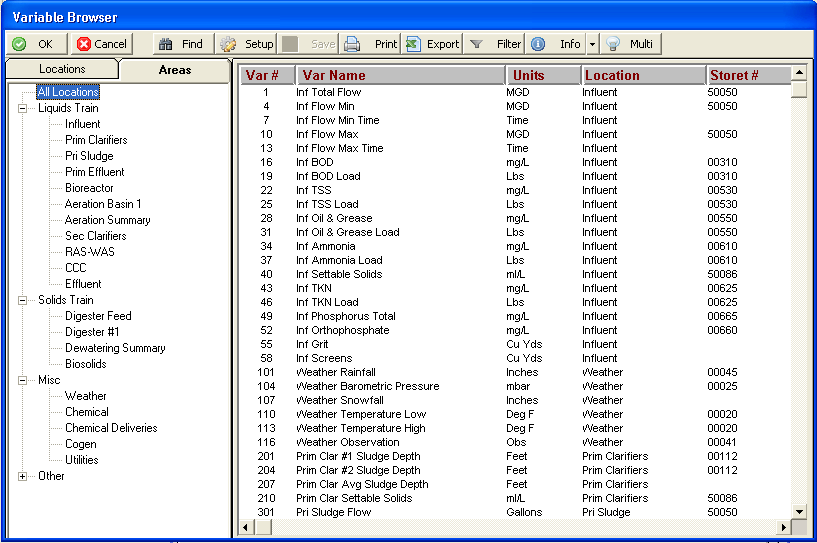 Variable Browser
OK Cancel Find Setup Save Print Export Filter Info Multi
Locations Areas
All Locations
Liquids Train
Influent
Prim Clarifiers
Pri Sludge
Prim Effluent
Bioreactor
Aeration Basin 1
Aeration Summary
Sec Clarifiers
RAS-WAS
CCC
Effluent
Solids Train
Digester Feed
Digester #1
Dewatering Summary
Biosolids
Misc
Weather
Chemical
Chemical Deliveries
Cogen
Utilities
Other
Var # Var Name Units Location Storet #
1 Inf Total Flow MGD Influent 50050
4 Inf Flow Min MGD Influent 50050
7 Inf Flow Min Time Time Influent
10 Inf Flow Max MGD Influent 50050
13 Inf Flow Max Time Time Influent
16 Inf BOD mg/L Influent 00310
19 Inf BOD Load Lbs Influent 00310
22 Inf TSS mg/L Influent 00530
25 Inf TSS Load Lbs Influent 00530
28 Inf Oil & Grease mg/L Influent 00550
31 Inf Oil & Grease Load Lbs Influent 00550
34 Inf Ammonia mg/L Influent 00610
37 Inf Ammonia Load Lbs Influent 00610
40 Inf Settable Solids ml/L Influent 50086
43 Inf TKN mg/L Influent 00625
46 Inf TKN Load Lbs Influent 00625
49 Inf Phosphorus Total mg/L Influent 00665
52 Inf Orthophosphate mg/L Influent 00660
55 Inf Grit Cu Yds Influent
58 Inf Screens Cu Yds Influent
101 Weather Rainfall Inches Weather 00045
104 Weather Barometric Pressure mbar Weather 00025
107 Weather Snowfall Inches Weather
110 Weather Temperature Low Deg F Weather 00020
113 Weather Temperature High Deg F Weather 00020
116 Weather Observation Obs Weather 00041
201 Prim Clar #1 Sludge Depth Feet Prim Clarifiers 00112
204 Prim Clar #2 Sludge Depth Feet Prim Clarifiers 00112
207 Prim Clar Avg Sludge Depth Feet Prim Clarifiers
210 Prim Clar Settable Solids ml/L Prim Clarifiers 50086
301 Pri Sludge Flow Gallons Pri Sludge 50050